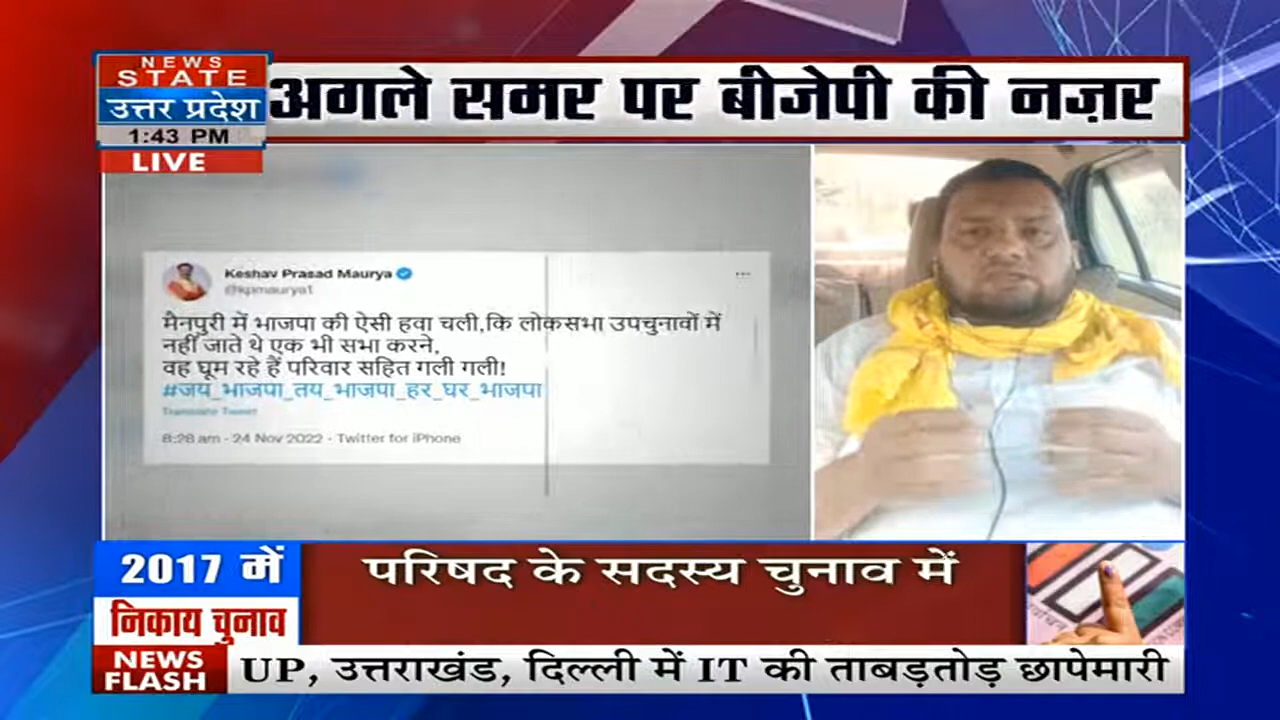 NEWS
STATE
उत्तर प्रदेश
1:43 PM
LIVE
अगले समर पर बीजेपी की नज़र
Keshav Prasad Maurya
@kpmaurya1
मैनपुरी में भाजपा की ऐसी हवा चली,कि लोकसभा उपचुनावों में
नहीं जाते थे एक भी सभा करने,
वह घूम रहे हैं परिवार सहित गली गली!
#जय_भाजपा_तय_भाजपा_हर_घर_भाजपा
Translate Tweet
8:28 am - 24 Nov 2022 - Twitter for iPhone
2017 में
निकाय चुनाव
परिषद के सदस्य चुनाव में
NEWS
FLASH
UP, उत्तराखंड, दिल्ली में IT की ताबड़तोड़ छापेमारी